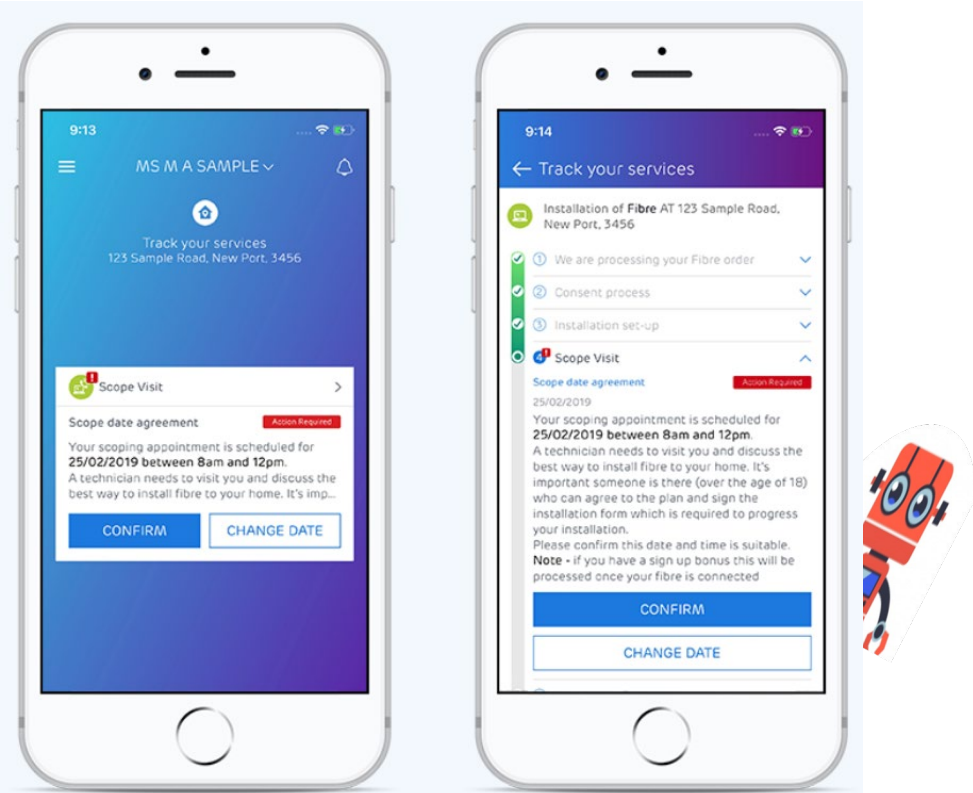 9:13
MS M A SAMPLE
Track your services
123 Sample Road, New Port, 3456
Scope Visit
Scope date agreement
Action Required
Your scoping appointment is scheduled for
25/02/2019 between 8am and 12pm.
A technician needs to visit you and discuss the
best way to install fibre to your home. It's imp...
CONFIRM
CHANGE DATE
9:14
Track your services
Installation of Fibre AT 123 Sample Road,
New Port, 3456
1 We are processing your Fibre order
2 Consent process
3 Installation set-up
4 Scope Visit
Scope date agreement
Action Required
25/02/2019
Your scoping appointment is scheduled for
25/02/2019 between 8am and 12pm.
A technician needs to visit you and discuss the
best way to install fibre to your home. It's
important someone is there (over the age of 18)
who can agree to the plan and sign the
installation form which is required to progress
your installation.
Please confirm this date and time is suitable.
Note - if you have a sign up bonus this will be
processed once your fibre is connected
CONFIRM
CHANGE DATE